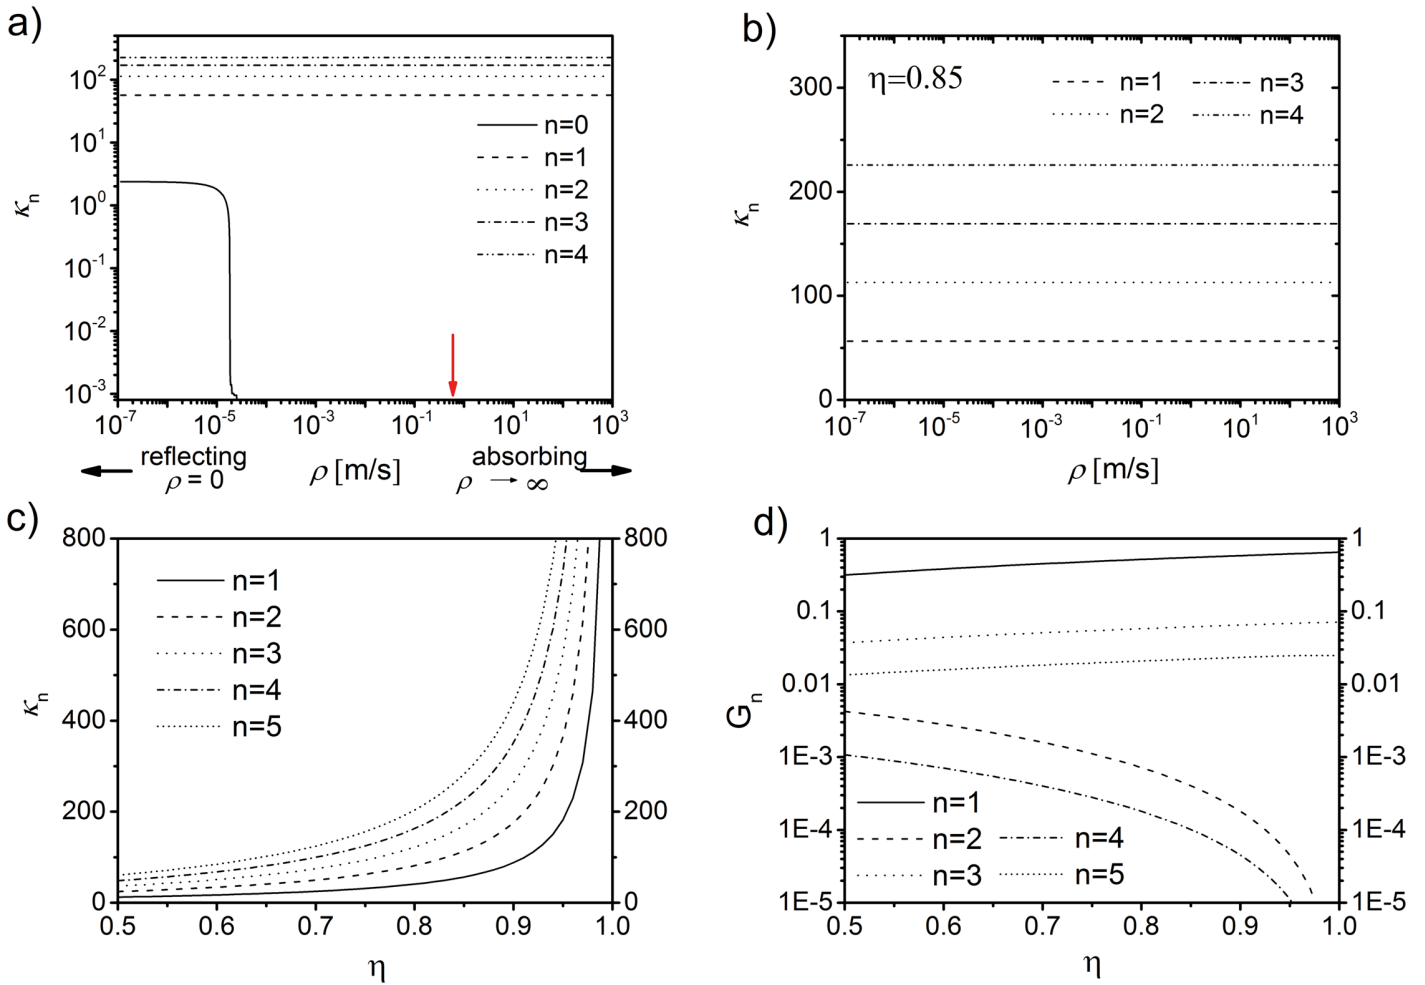 a)
κn
10^2
10^1
10^0
10^-1
10^-2
10^-3
n=0
n=1
n=2
n=3
n=4
10^-7 10^-5 10^-3 10^-1 10^1 10^3
reflecting
ρ = 0
ρ [m/s]
absorbing
ρ → ∞
b)
κn
300
200
100
0
η=0.85
n=1 n=3
n=2 n=4
10^-7 10^-5 10^-3 10^-1 10^1 10^3
ρ [m/s]
c)
κn
800 800
600 600
400 400
200 200
0 0
n=1
n=2
n=3
n=4
n=5
0.5 0.6 0.7 0.8 0.9 1.0
η
d)
Gn
1 1
0.1 0.1
0.01 0.01
1E-3 1E-3
1E-4 1E-4
1E-5 1E-5
n=1
n=2 n=4
n=3 n=5
0.5 0.6 0.7 0.8 0.9 1.0
η